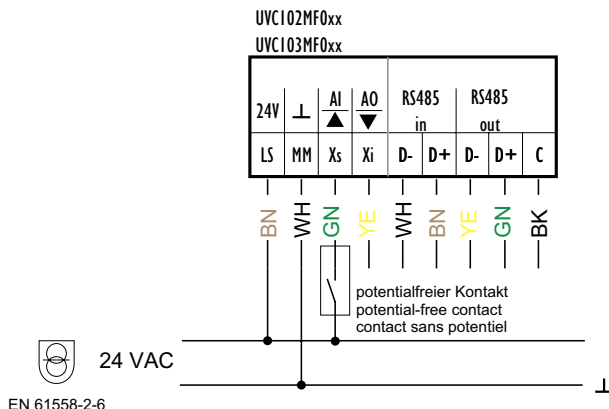 UVC102MF0xx
UVC103MF0xx
24V ⊥ AI AO RS485 in RS485 out
LS MM Xs Xi D- D+ D- D+ C
BN WH GN YE WH BN YE GN BK
potentialfreier Kontakt
potential-free contact
contact sans potentiel
24 VAC
⊥
EN 61558-2-6